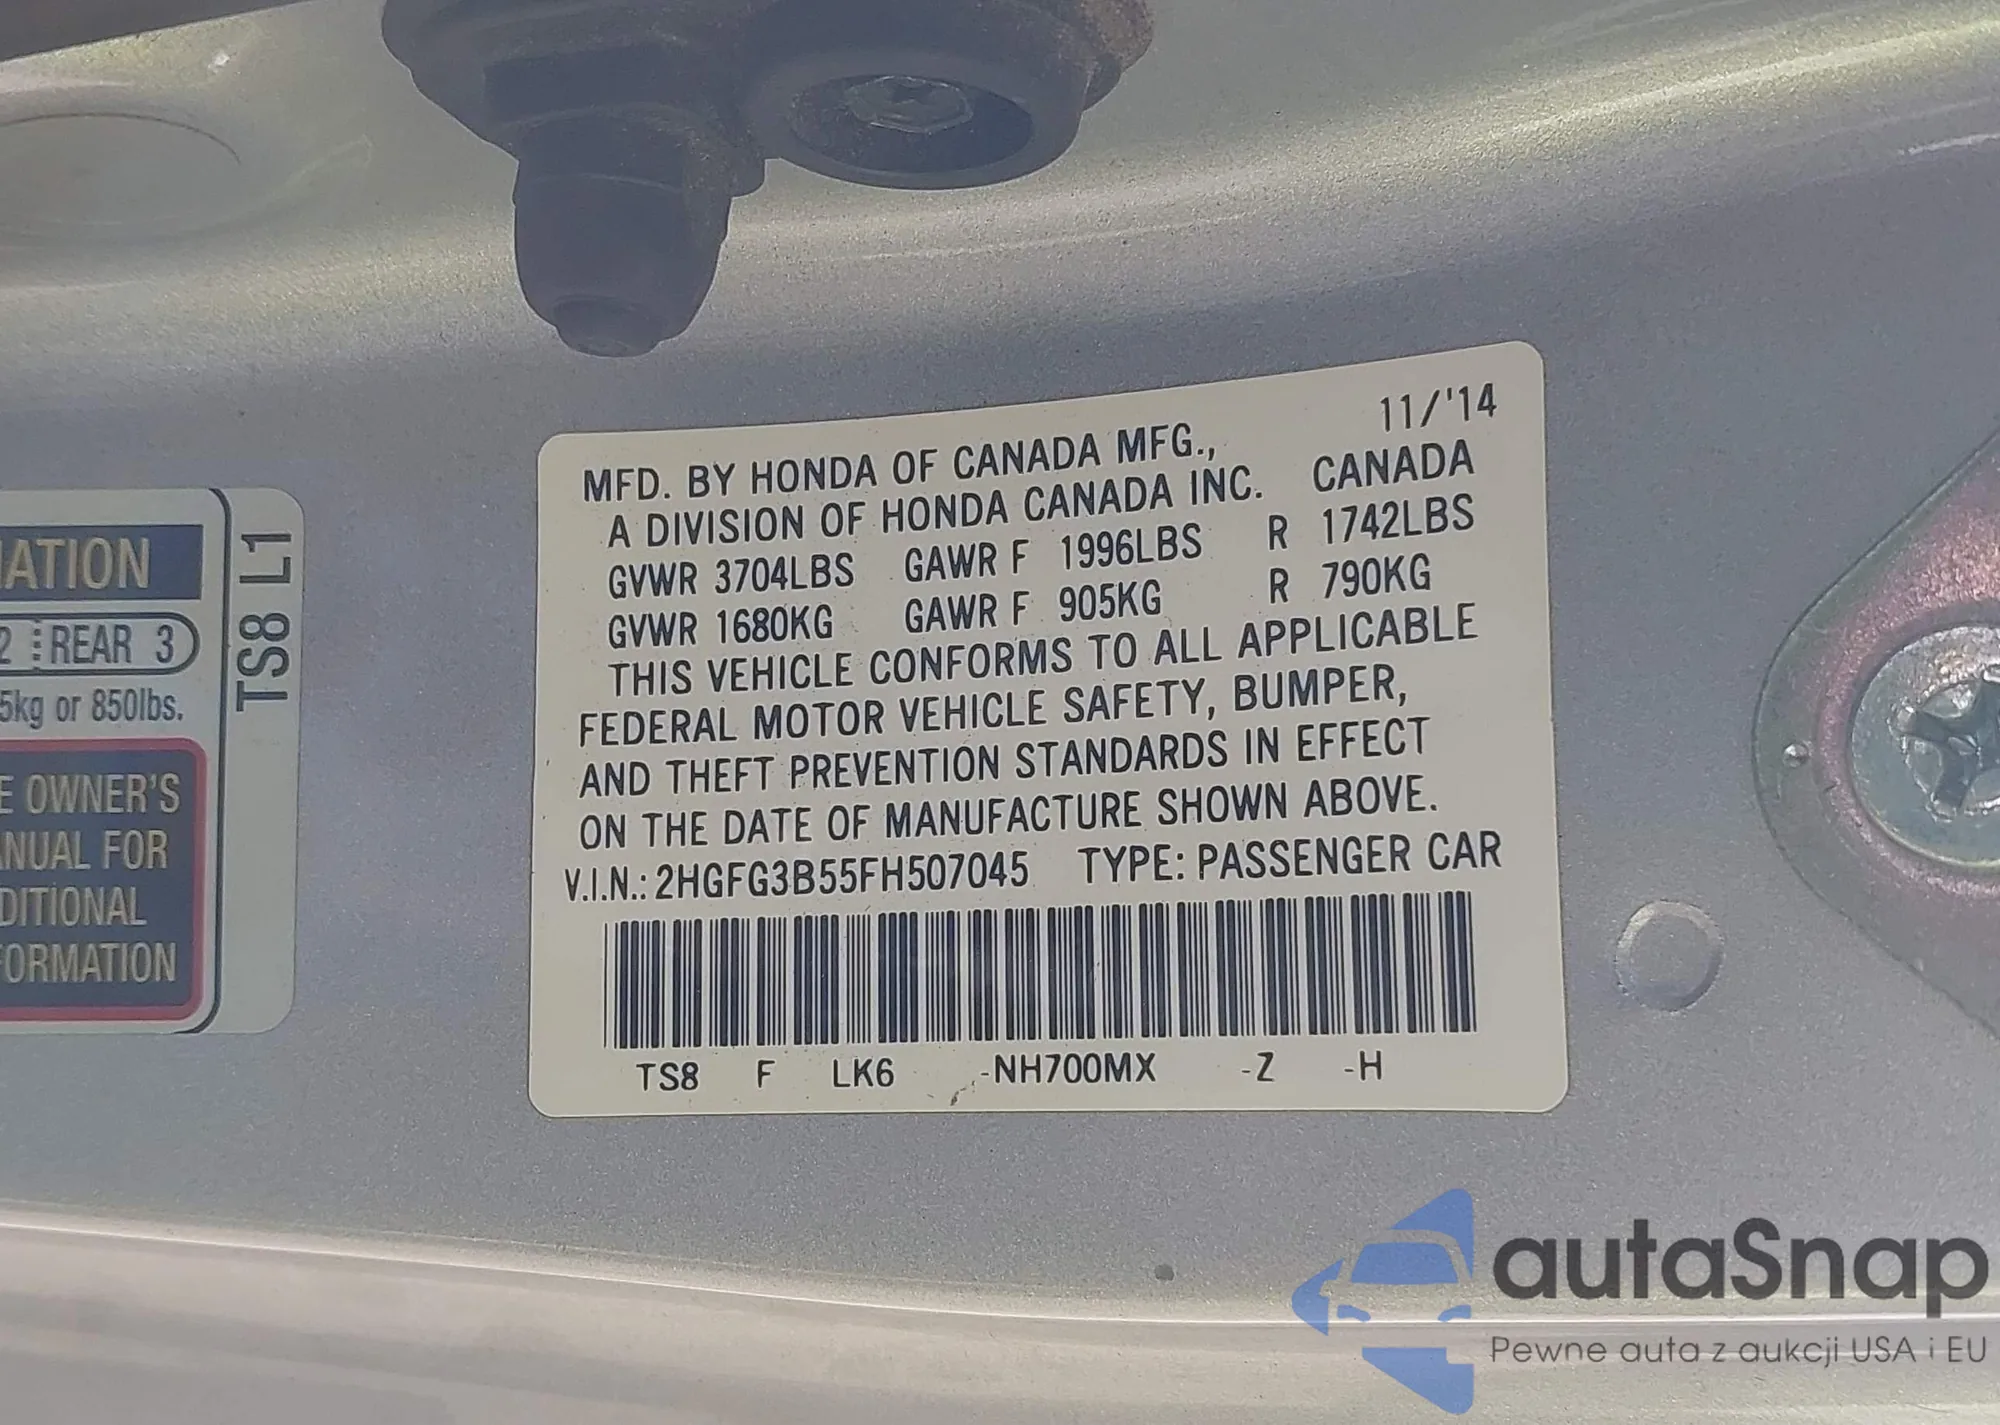 ATION
2 REAR 3
5kg or 850lbs.
E OWNER'S
ANUAL FOR
DITIONAL
FORMATION
TS8 L1
11/'14
MFD. BY HONDA OF CANADA MFG.,
A DIVISION OF HONDA CANADA INC. CANADA
GVWR 3704LBS GAWR F 1996LBS R 1742LBS
GVWR 1680KG GAWR F 905KG R 790KG
THIS VEHICLE CONFORMS TO ALL APPLICABLE
FEDERAL MOTOR VEHICLE SAFETY, BUMPER,
AND THEFT PREVENTION STANDARDS IN EFFECT
ON THE DATE OF MANUFACTURE SHOWN ABOVE.
V.I.N.: 2HGFG3B55FH507045 TYPE: PASSENGER CAR
TS8 F LK6 -NH700MX -Z -H
autaSnap
Pewne auta z aukcji USA i EU